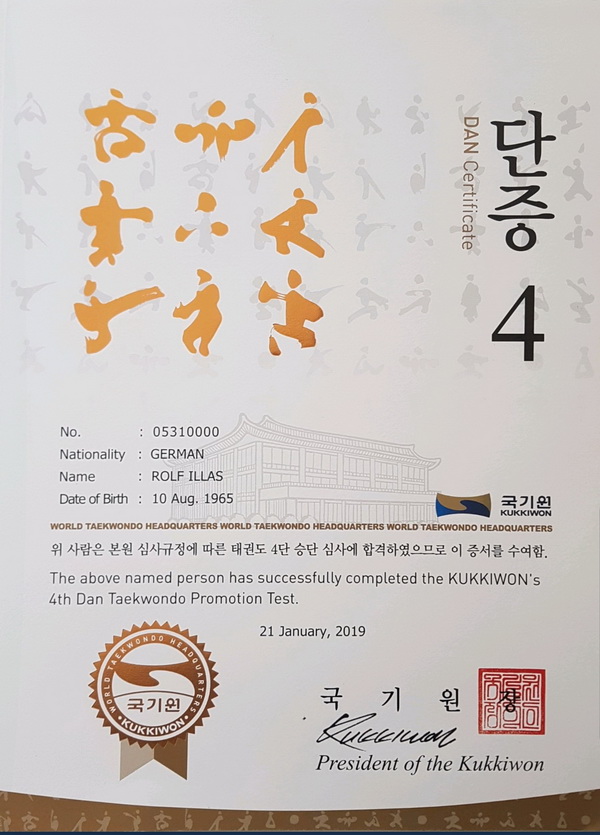 단증
DAN Certificate
4
No. : 05310000
Nationality : GERMAN
Name : ROLF ILLAS
Date of Birth : 10 Aug. 1965
국기원
KUKKIWON
WORLD TAEKWONDO HEADQUARTERS WORLD TAEKWONDO HEADQUARTERS WORLD TAEKWONDO HEADQUARTERS
위 사람은 본원 심사규정에 따른 태권도 4단 승단 심사에 합격하였으므로 이 증서를 수여함.
The above named person has successfully completed the KUKKIWON's
4th Dan Taekwondo Promotion Test.
21 January, 2019
WORLD TAEKWONDO HEADQUARTERS
국기원
•KUKKIWON•
국 기 원 장
Kukkiwon
President of the Kukkiwon